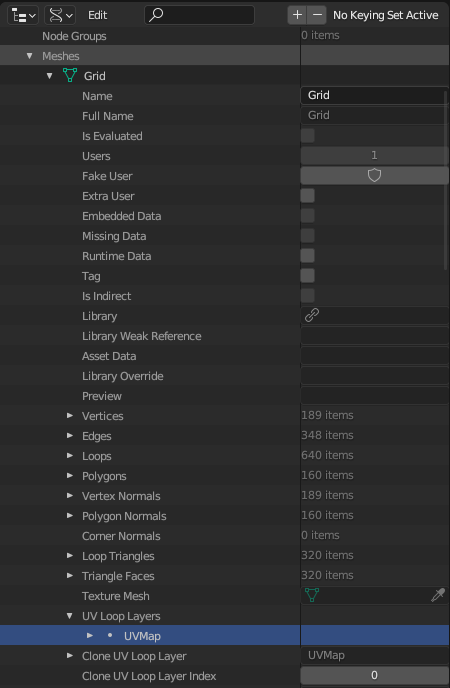 Edit + − No Keying Set Active
Node Groups 0 items
Meshes
Grid
Name Grid
Full Name Grid
Is Evaluated
Users 1
Fake User
Extra User
Embedded Data
Missing Data
Runtime Data
Tag
Is Indirect
Library
Library Weak Reference
Asset Data
Library Override
Preview
Vertices 189 items
Edges 348 items
Loops 640 items
Polygons 160 items
Vertex Normals 189 items
Polygon Normals 160 items
Corner Normals 0 items
Loop Triangles 320 items
Triangle Faces 320 items
Texture Mesh
UV Loop Layers
UVMap
Clone UV Loop Layer UVMap
Clone UV Loop Layer Index 0